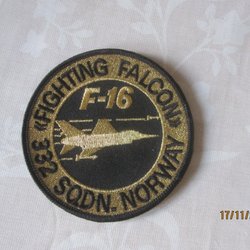 «FIGHTING FALCON»
F-16
332 SQDN. NORWAY
17/11/